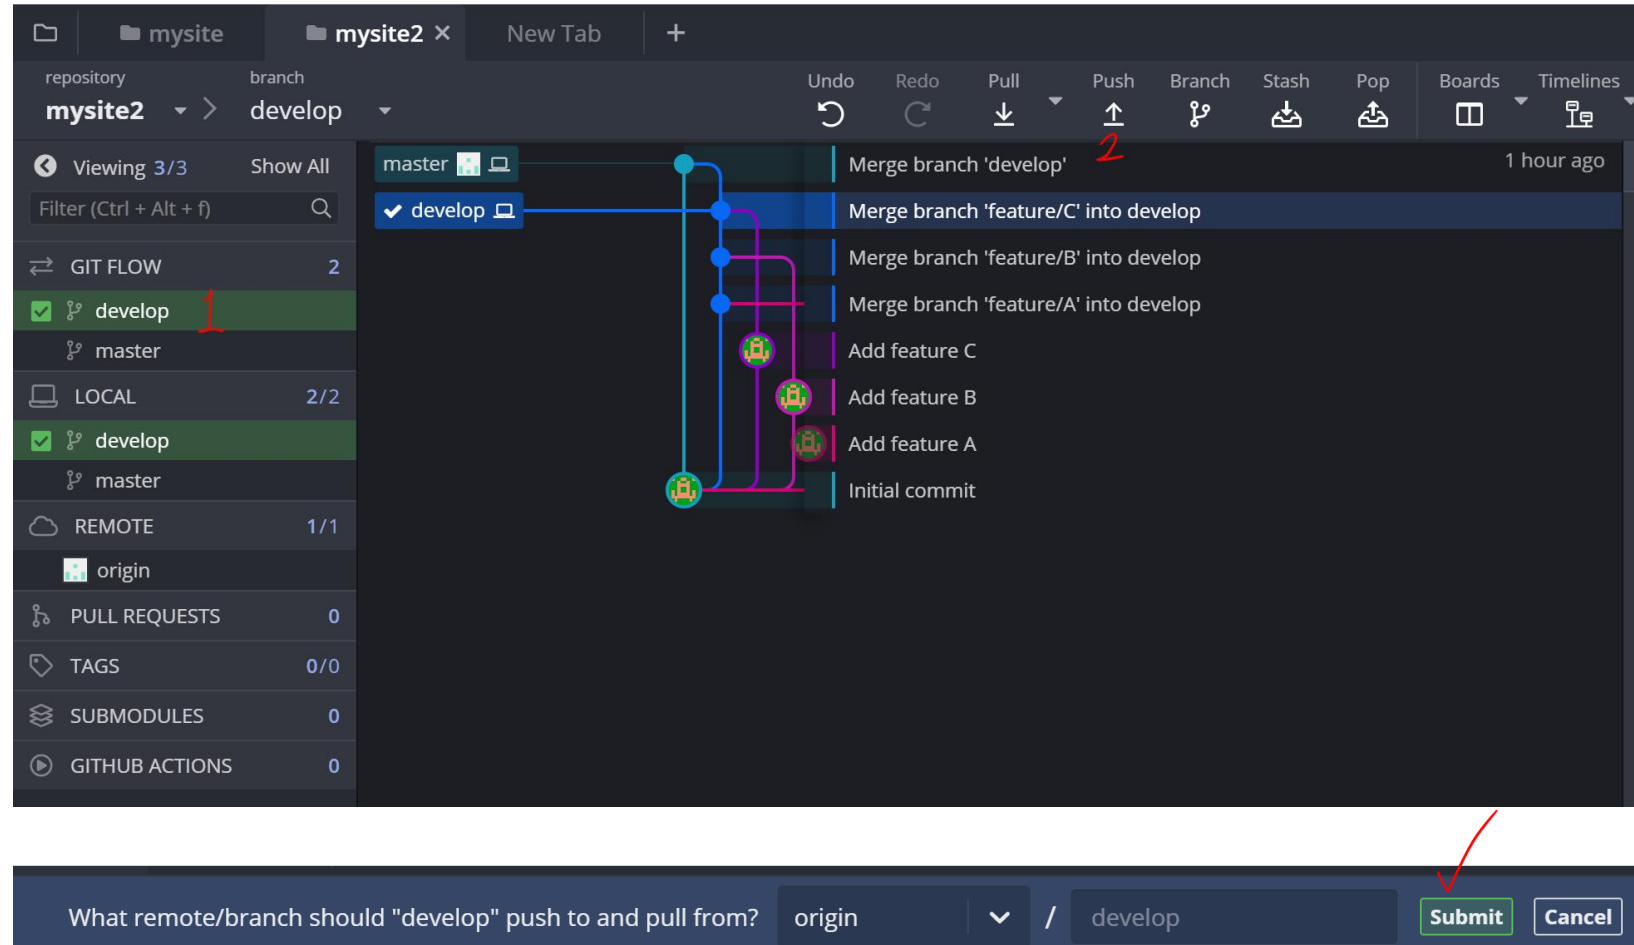 mysite mysite2 × New Tab +
repository branch Undo Redo Pull Push Branch Stash Pop Boards Timelines
mysite2 > develop
2
Viewing 3/3 Show All
Filter (Ctrl + Alt + f)
master Merge branch 'develop' 1 hour ago
✔ develop Merge branch 'feature/C' into develop
GIT FLOW 2
Merge branch 'feature/B' into develop
develop 1
Merge branch 'feature/A' into develop
master
Add feature C
LOCAL 2/2
Add feature B
develop
Add feature A
master
Initial commit
REMOTE 1/1
origin
PULL REQUESTS 0
TAGS 0/0
SUBMODULES 0
GITHUB ACTIONS 0
What remote/branch should "develop" push to and pull from? origin / develop Submit Cancel